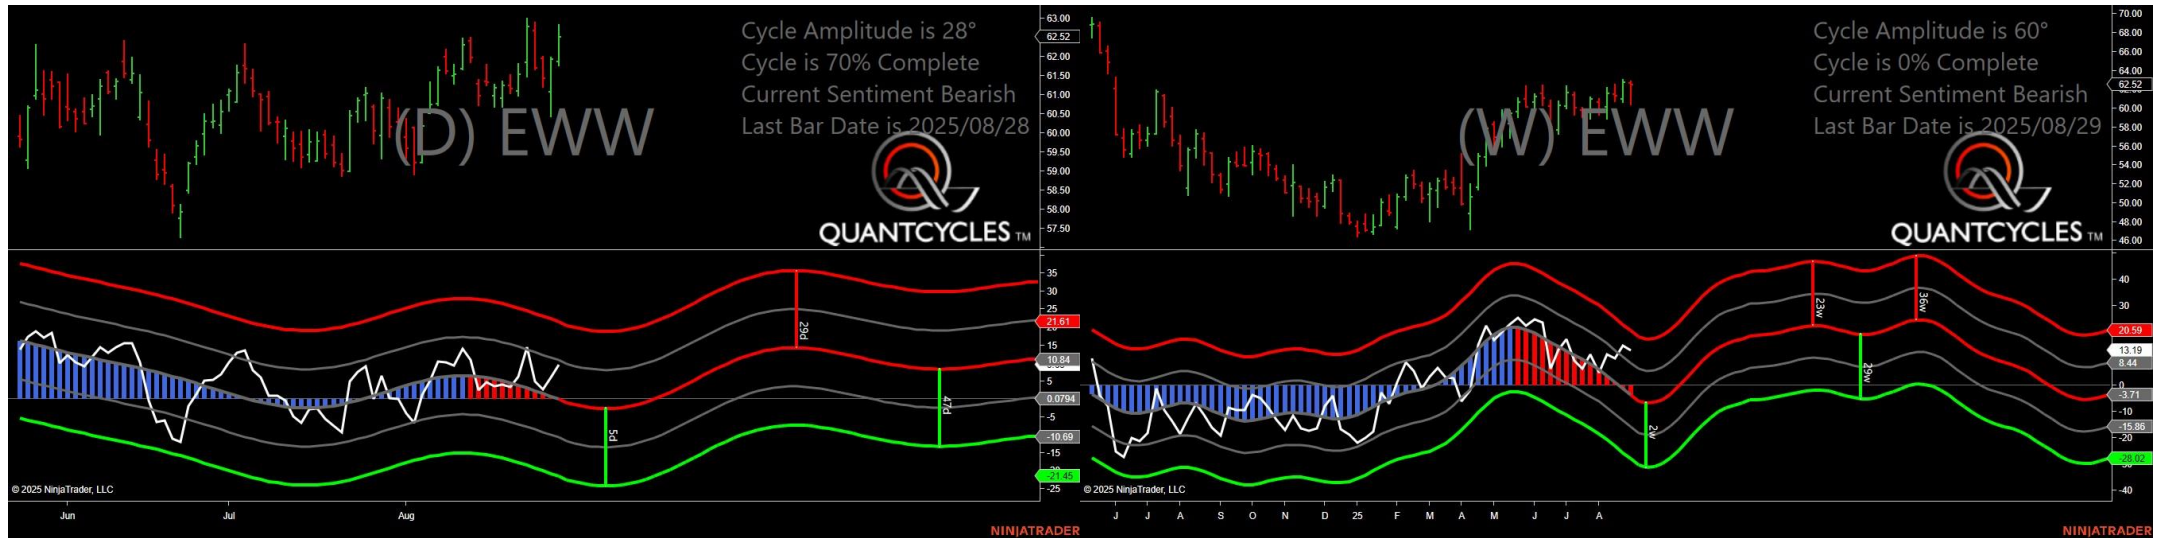 Cycle Amplitude is 28°
Cycle is 70% Complete
Current Sentiment Bearish
Last Bar Date is 2025/08/28
(D) EWW
QUANTCYCLES TM
63.00
62.52
62.00
61.50
61.00
60.50
60.00
59.50
59.00
58.50
58.00
57.50
35
30
25
21.61
15
10.84
5
0.0794
-5
-10.69
-15
-21.45
-25
29d
5d
47d
© 2025 NinjaTrader, LLC
Jun Jul Aug
NINJATRADER
Cycle Amplitude is 60°
Cycle is 0% Complete
Current Sentiment Bearish
Last Bar Date is 2025/08/29
(W) EWW
QUANTCYCLES TM
70.00
68.00
66.00
64.00
62.52
60.00
58.00
56.00
54.00
52.00
50.00
48.00
46.00
40
30
20.59
13.19
8.44
0
-3.71
-10
-15.86
-20
-28.02
-40
23w
36w
29w
2w
© 2025 NinjaTrader, LLC
J J A S O N D 25 F M A M J J A
NINJATRADER